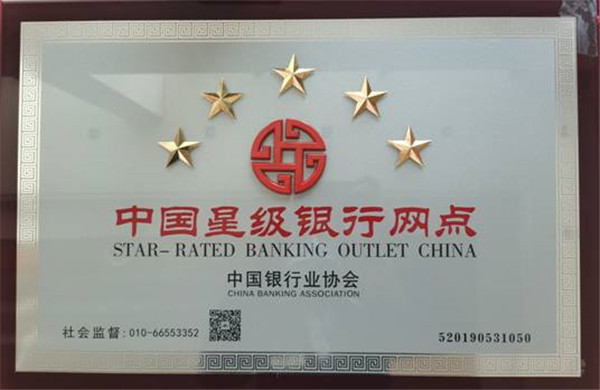 中国星级银行网点
STAR-RATED BANKING OUTLET CHINA
中国银行业协会
CHINA BANKING ASSOCIATION
社会监督:010-66553352
520190531050